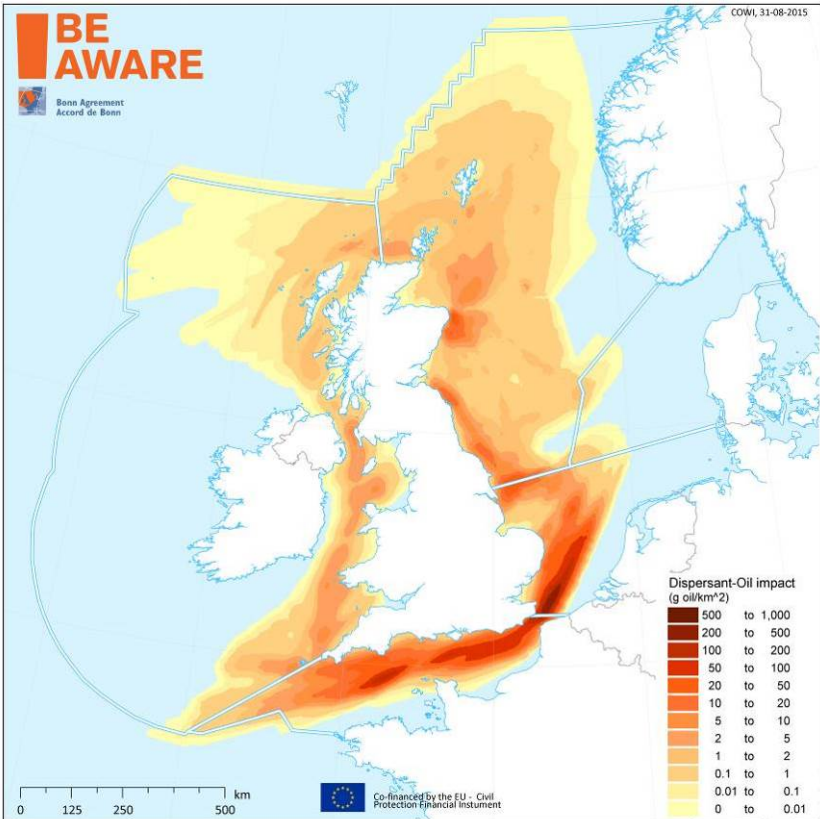 COWI, 31-08-2015
BE
AWARE
Bonn Agreement
Accord de Bonn
Dispersant-Oil impact
(g oil/km^2)
500 to 1,000
200 to 500
100 to 200
50 to 100
20 to 50
10 to 20
5 to 10
2 to 5
1 to 2
0.1 to 1
0.01 to 0.1
0 to 0.01
km
0 125 250 500
Co-financed by the EU - Civil
Protection Financial Instument